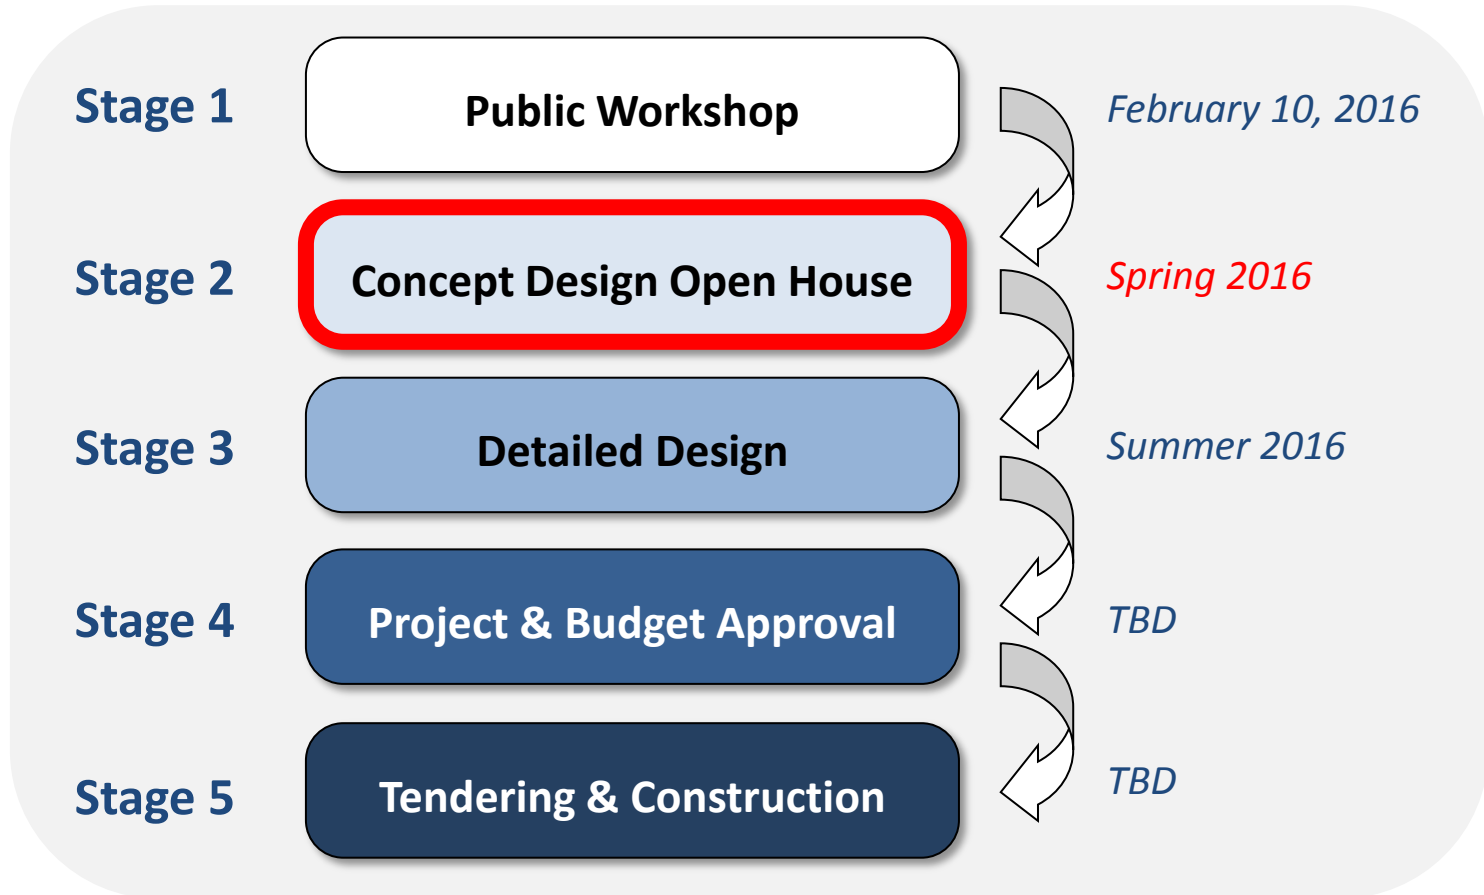 Stage 1 Public Workshop February 10, 2016
Stage 2 Concept Design Open House Spring 2016
Stage 3 Detailed Design Summer 2016
Stage 4 Project & Budget Approval TBD
Stage 5 Tendering & Construction TBD